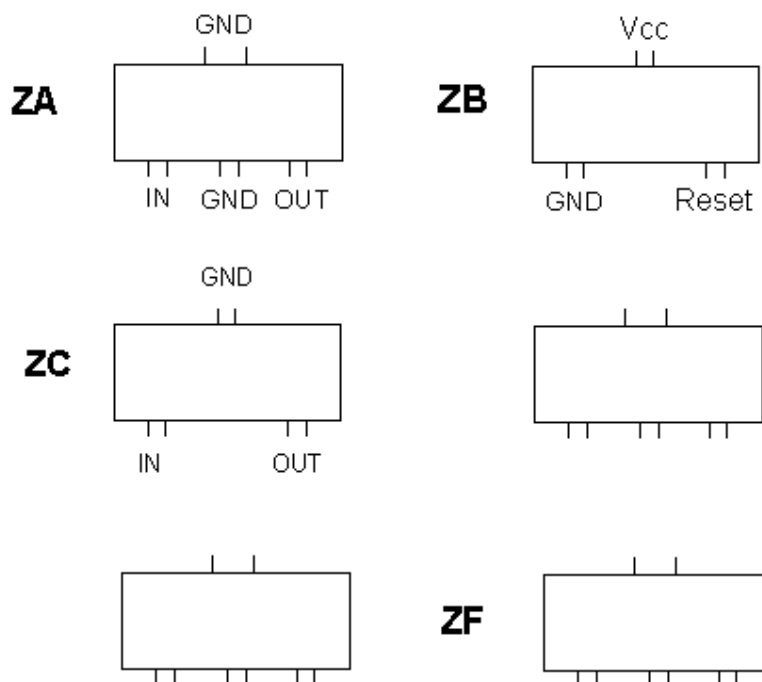 GND
ZA
IN GND OUT
Vcc
ZB
GND Reset
GND
ZC
IN OUT
ZF